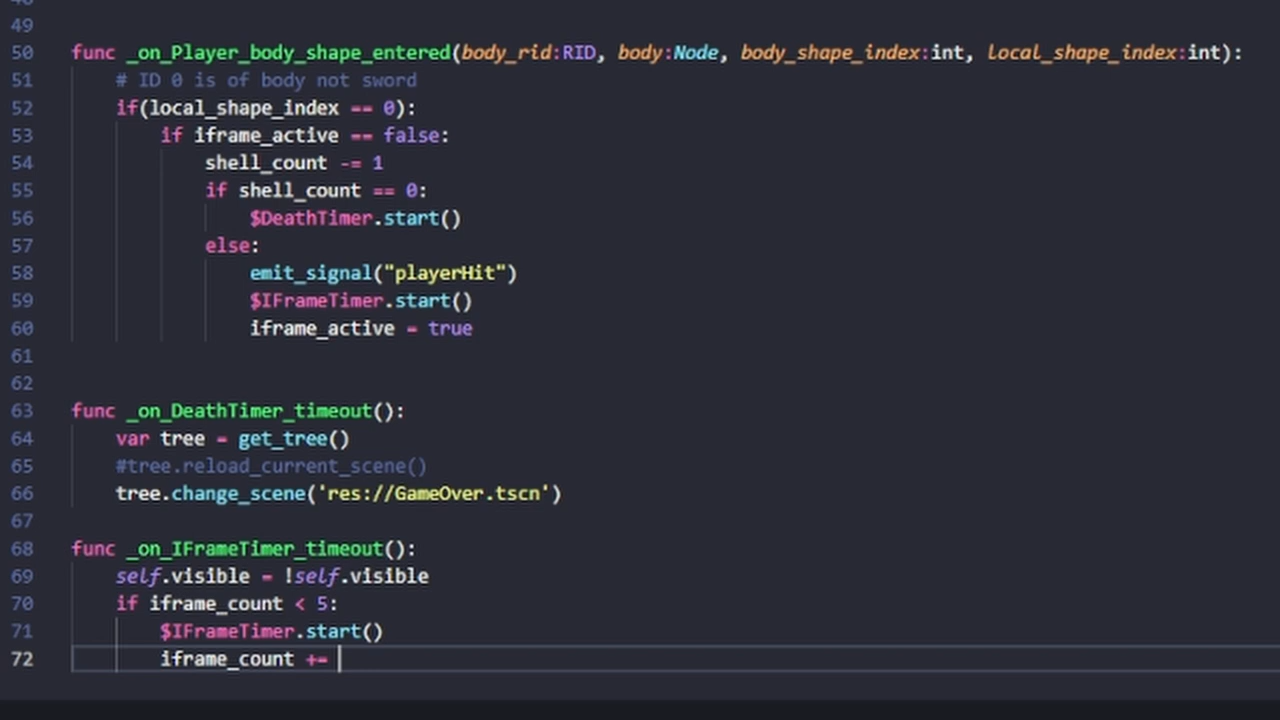 49
50 func _on_Player_body_shape_entered(body_rid:RID, body:Node, body_shape_index:int, local_shape_index:int):
51 # ID 0 is of body not sword
52 if(local_shape_index == 0):
53 if iframe_active == false:
54 shell_count -= 1
55 if shell_count == 0:
56 $DeathTimer.start()
57 else:
58 emit_signal("playerHit")
59 $IFrameTimer.start()
60 iframe_active = true
61
62
63 func _on_DeathTimer_timeout():
64 var tree = get_tree()
65 #tree.reload_current_scene()
66 tree.change_scene('res://GameOver.tscn')
67
68 func _on_IFrameTimer_timeout():
69 self.visible = !self.visible
70 if iframe_count < 5:
71 $IFrameTimer.start()
72 iframe_count +=